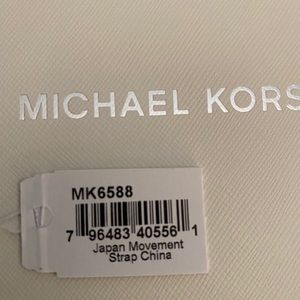 MICHAEL KORS
MK6588
7 96483 40556 1
Japan Movement
Strap China